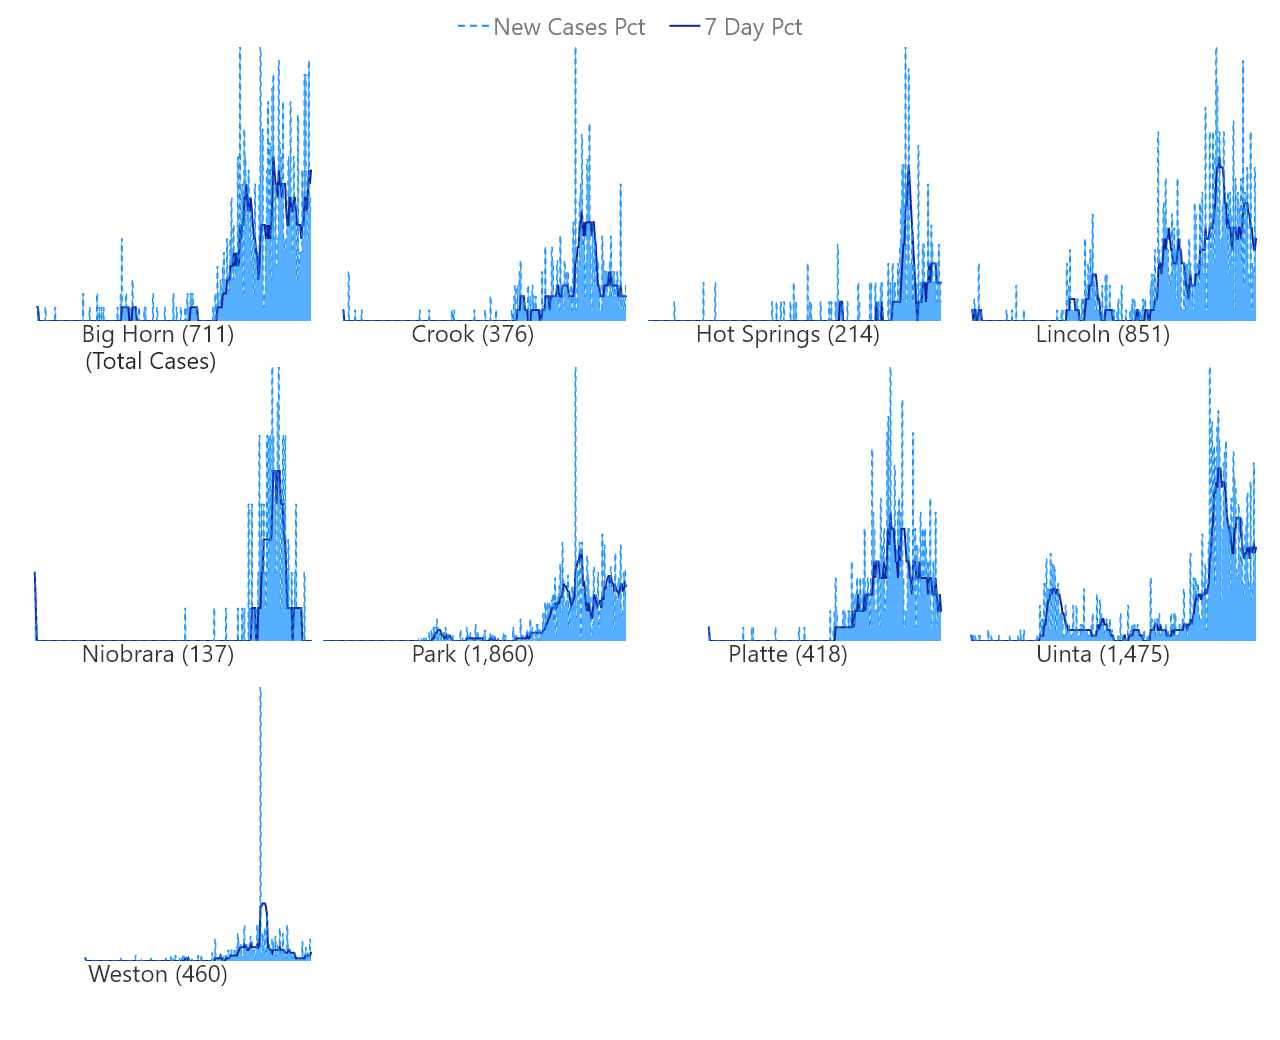 New Cases Pct 7 Day Pct
Big Horn (711) Crook (376) Hot Springs (214) Lincoln (851)
(Total Cases)
Niobrara (137) Park (1,860) Platte (418) Uinta (1,475)
Weston (460)